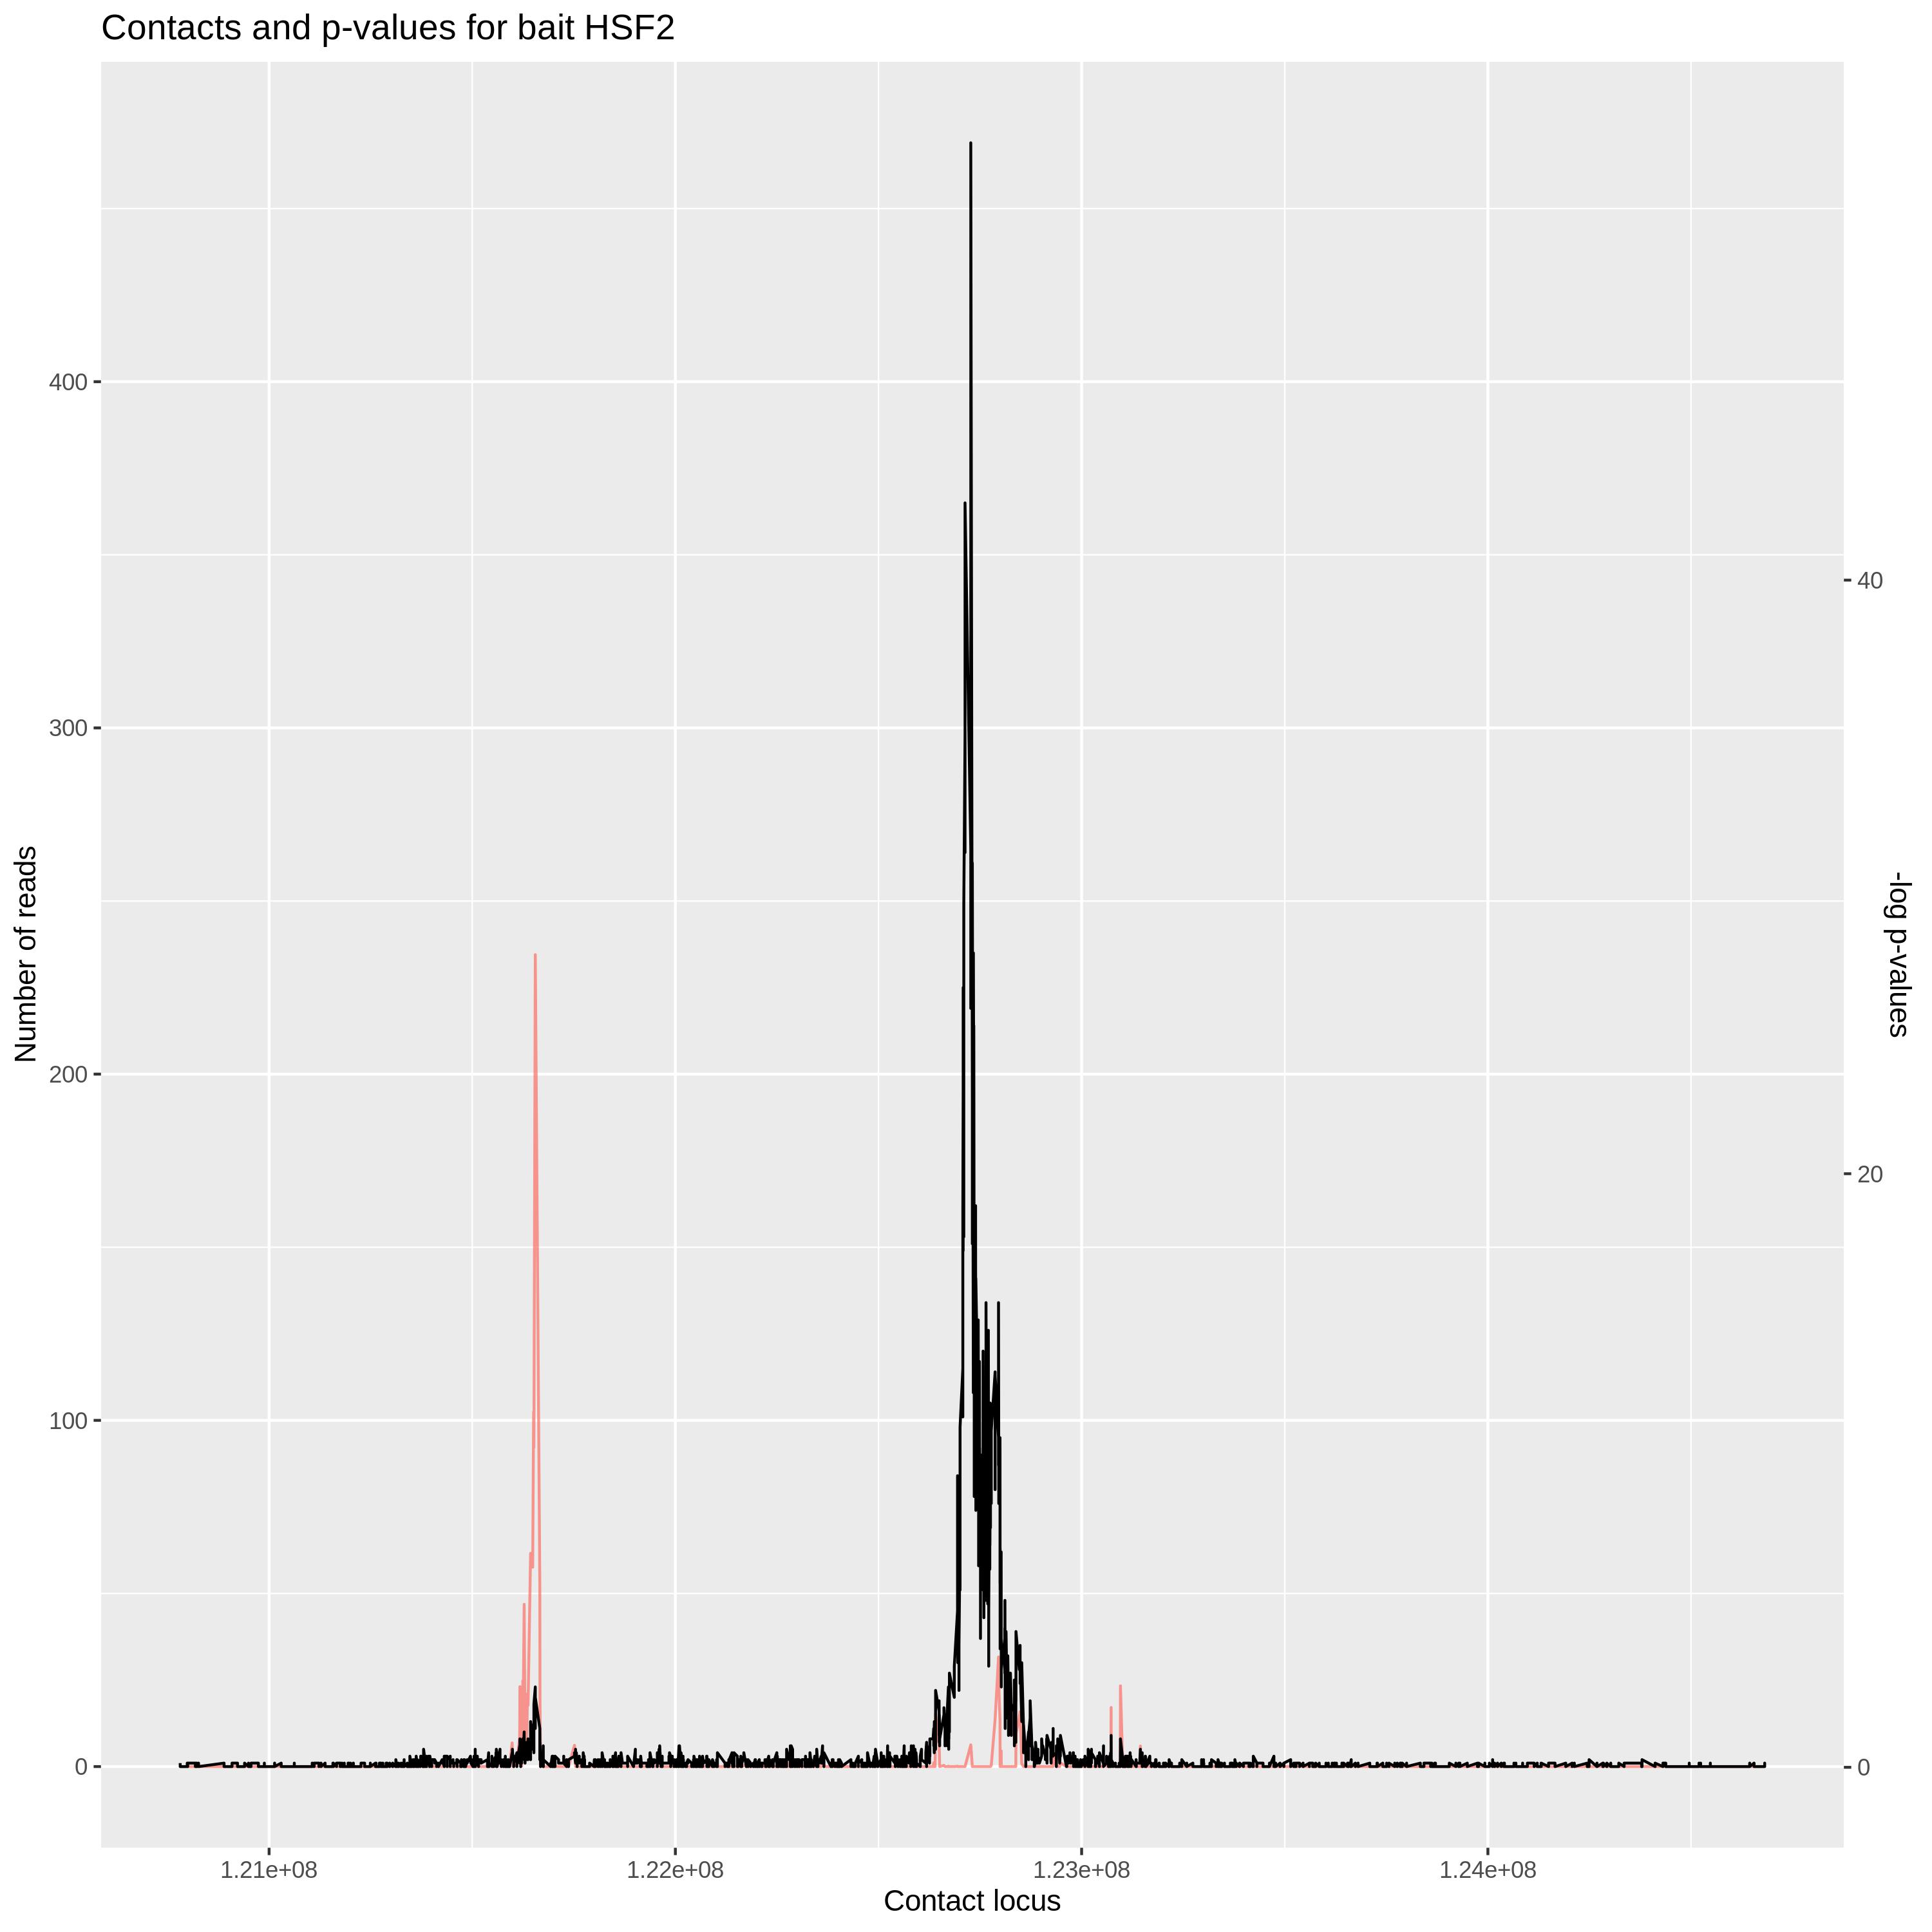 Contacts and p-values for bait HSF2
Number of reads
400
300
200
100
0
40
20
0
-log p-values
1.21e+08
1.22e+08
1.23e+08
1.24e+08
Contact locus